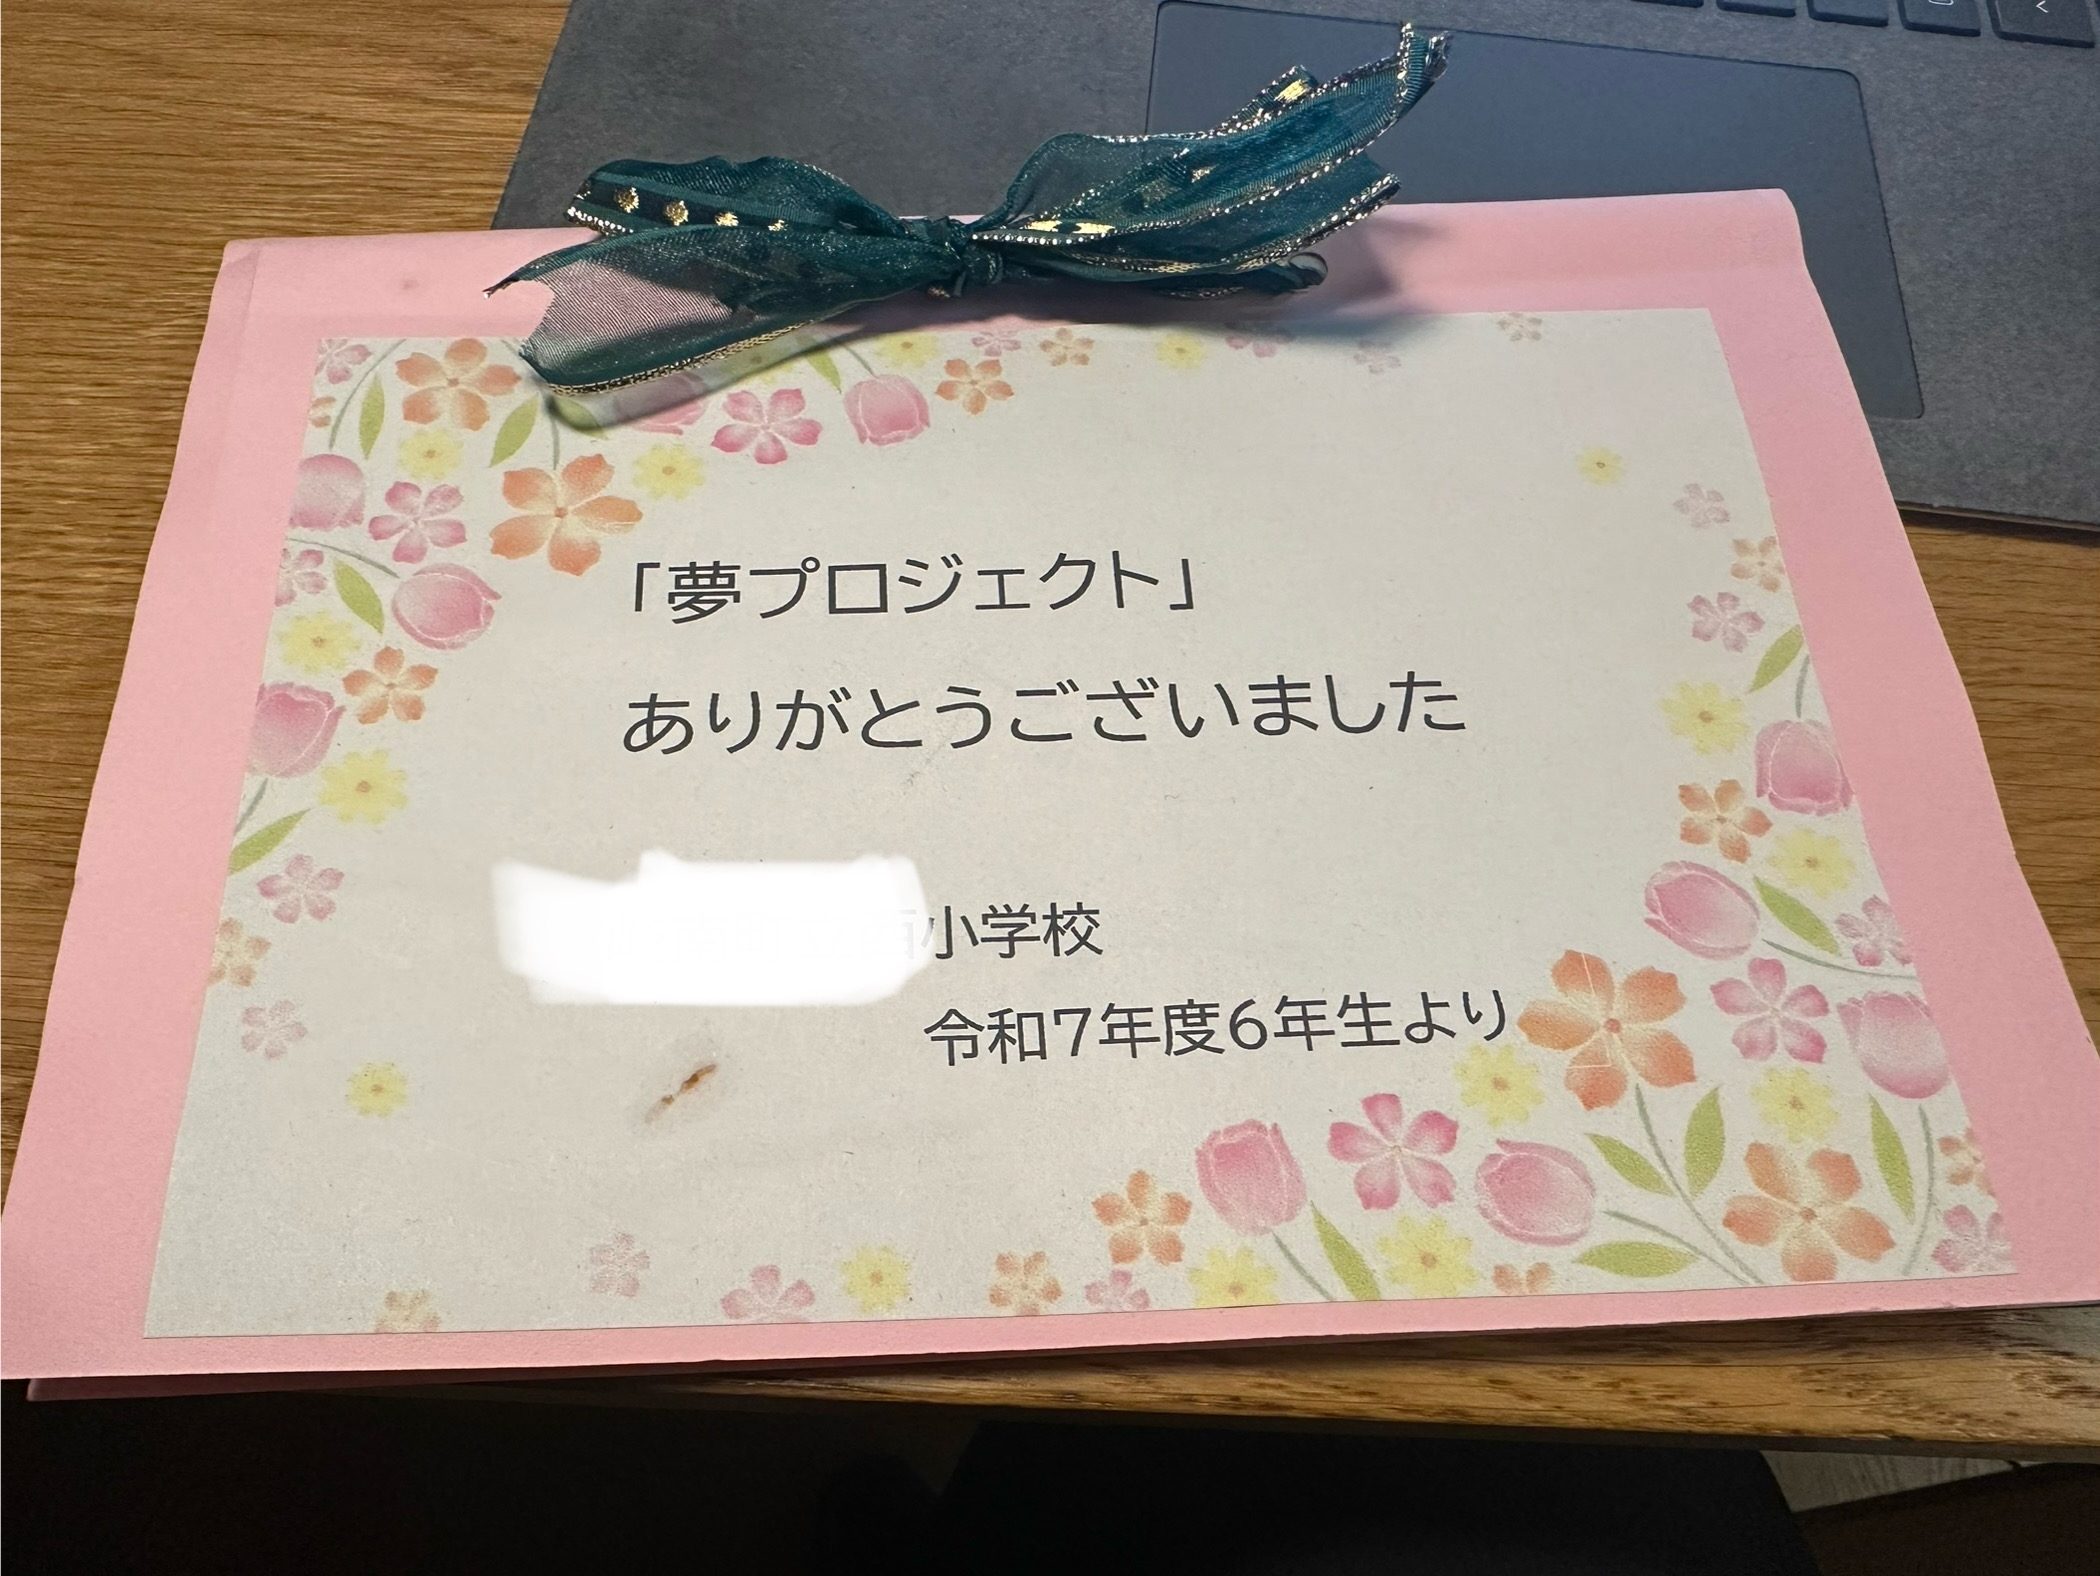 「夢プロジェクト」
ありがとうございました
小学校
令和7年度6年生より